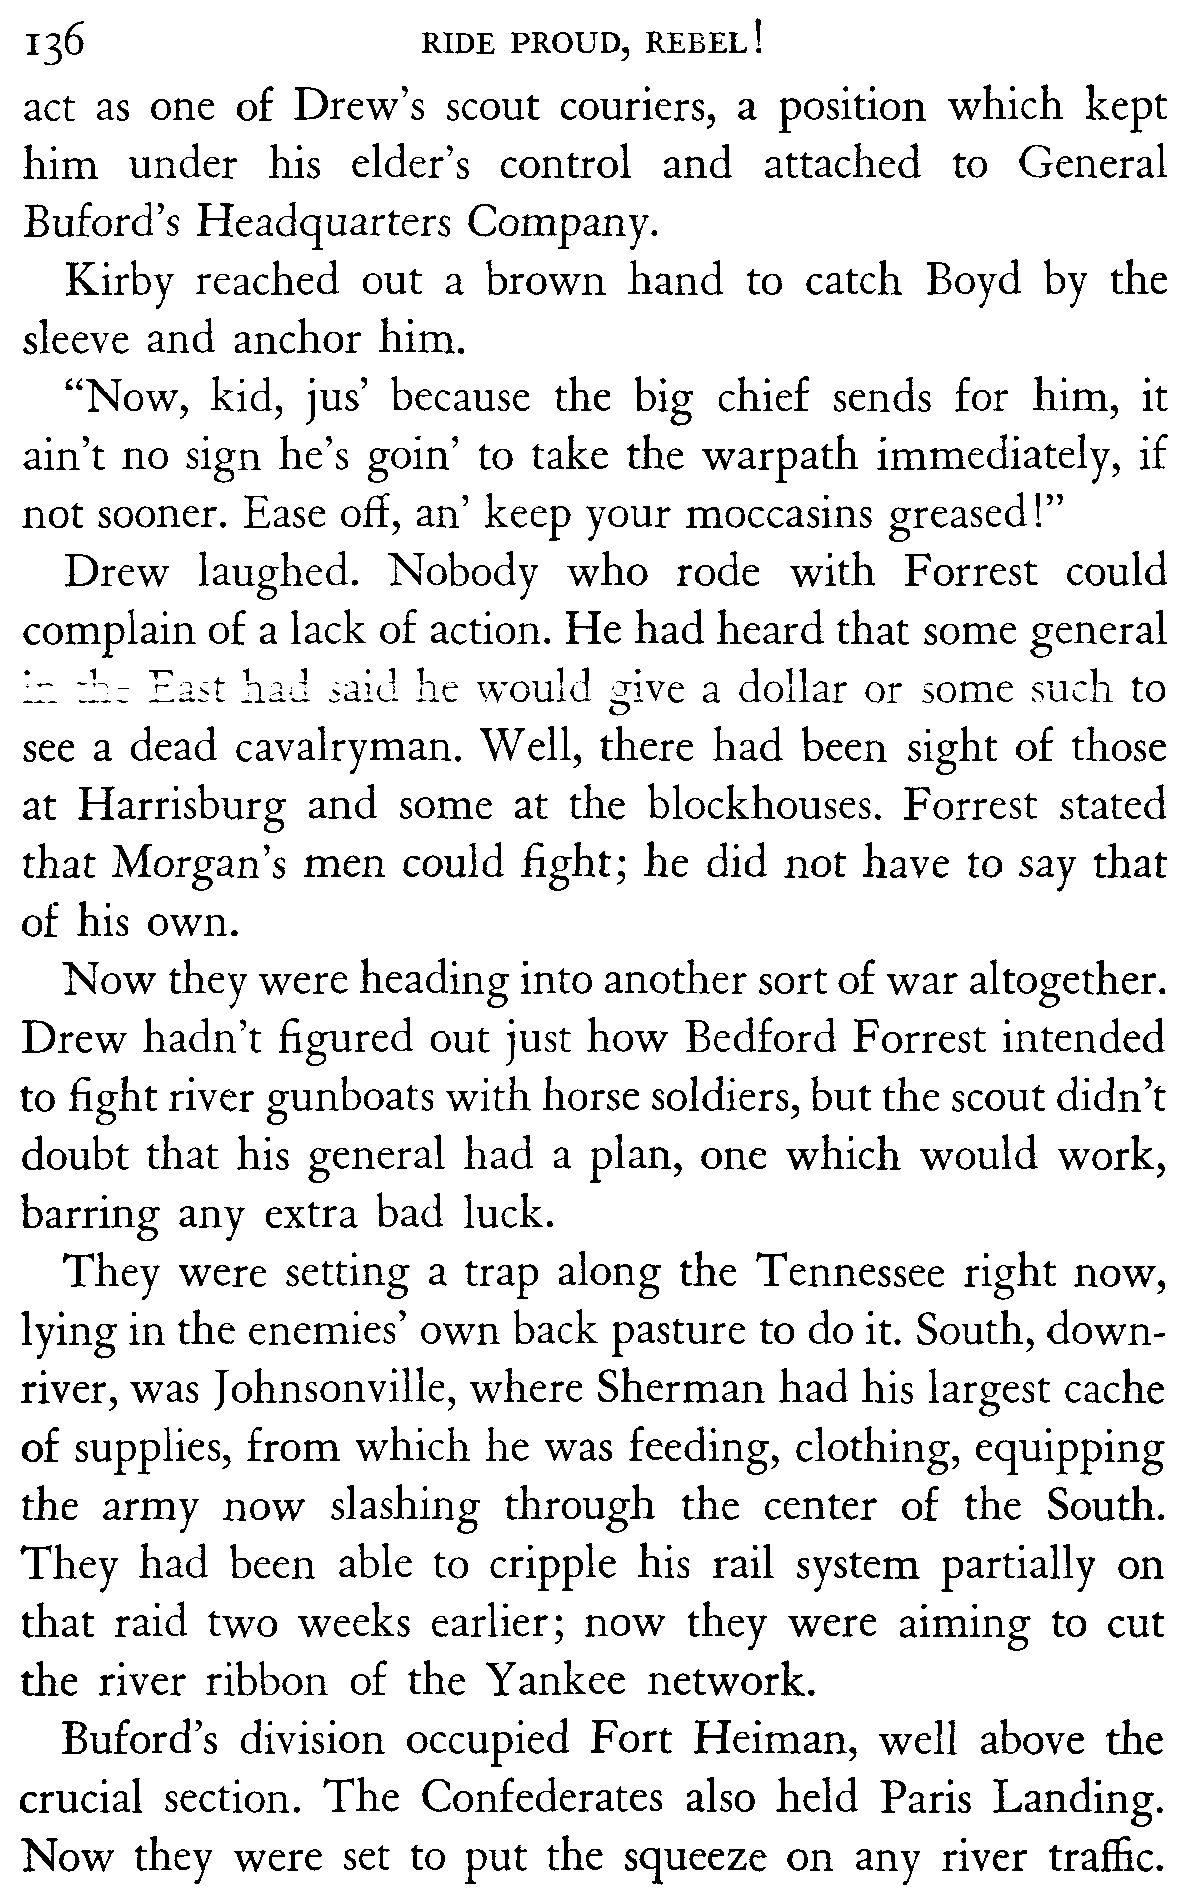 136 RIDE PROUD, REBEL!
act as one of Drew's scout couriers, a position which kept
him under his elder's control and attached to General
Buford's Headquarters Company.
Kirby reached out a brown hand to catch Boyd by the
sleeve and anchor him.
“Now, kid, jus’ because the big chief sends for him, it
ain't no sign he's goin’ to take the warpath immediately, if
not sooner. Ease off, an’ keep your moccasins greased!”
Drew laughed. Nobody who rode with Forrest could
complain of a lack of action. He had heard that some general
in the East had said he would give a dollar or some such to
see a dead cavalryman. Well, there had been sight of those
at Harrisburg and some at the blockhouses. Forrest stated
that Morgan's men could fight; he did not have to say that
of his own.
Now they were heading into another sort of war altogether.
Drew hadn't figured out just how Bedford Forrest intended
to fight river gunboats with horse soldiers, but the scout didn't
doubt that his general had a plan, one which would work,
barring any extra bad luck.
They were setting a trap along the Tennessee right now,
lying in the enemies’ own back pasture to do it. South, down-
river, was Johnsonville, where Sherman had his largest cache
of supplies, from which he was feeding, clothing, equipping
the army now slashing through the center of the South.
They had been able to cripple his rail system partially on
that raid two weeks earlier; now they were aiming to cut
the river ribbon of the Yankee network.
Buford's division occupied Fort Heiman, well above the
crucial section. The Confederates also held Paris Landing.
Now they were set to put the squeeze on any river traffic.